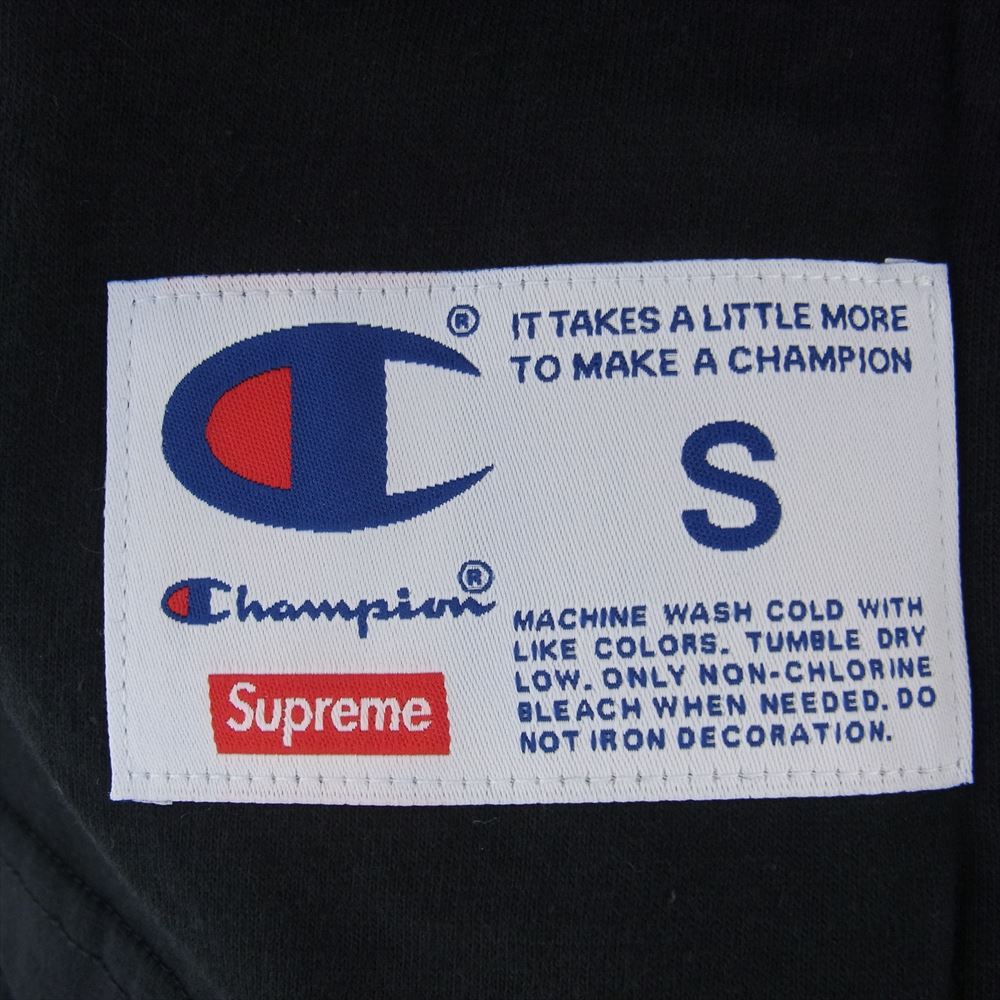 ®
IT TAKES A LITTLE MORE
TO MAKE A CHAMPION
S
Champion®
Supreme
MACHINE WASH COLD WITH
LIKE COLORS. TUMBLE DRY
LOW. ONLY NON-CHLORINE
BLEACH WHEN NEEDED. DO
NOT IRON DECORATION.